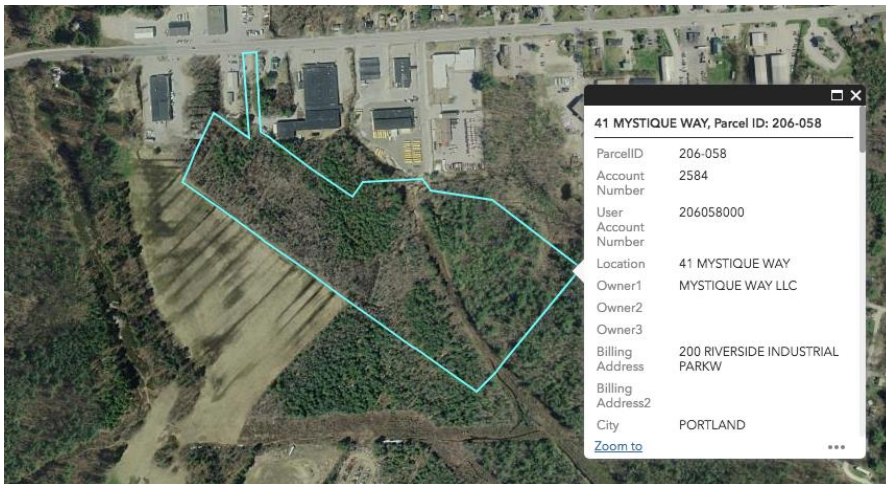 41 MYSTIQUE WAY, Parcel ID: 206-058
ParcelID 206-058
Account 2584
Number
User 206058000
Account
Number
Location 41 MYSTIQUE WAY
Owner1 MYSTIQUE WAY LLC
Owner2
Owner3
Billing 200 RIVERSIDE INDUSTRIAL
Address PARKW
Billing
Address2
City PORTLAND
Zoom to